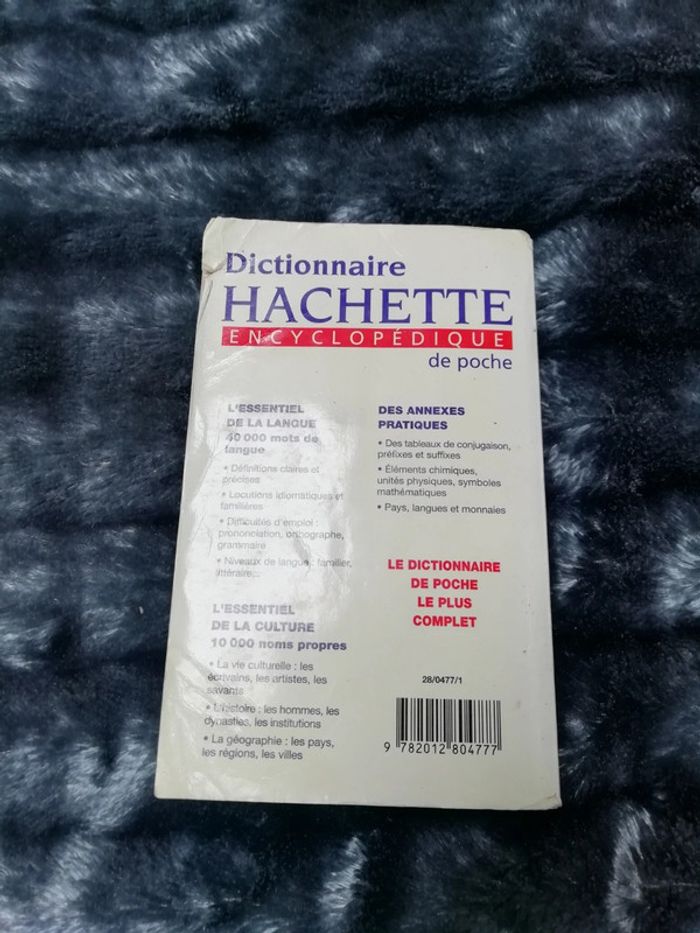 Dictionnaire
HACHETTE
ENCYCLOPÉDIQUE
de poche
L'ESSENTIEL
DE LA LANGUE
40 000 mots de
langue
• Définitions claires et
précises
• Locutions idiomatiques et
familières
• Difficultés d'emploi :
prononciation, orthographe,
grammaire
• Niveaux de langue : familier,
littéraire...
L'ESSENTIEL
DE LA CULTURE
10 000 noms propres
• La vie culturelle : les
écrivains, les artistes, les
savants
• L'histoire : les hommes, les
dynasties, les institutions
• La géographie : les pays,
les régions, les villes
DES ANNEXES
PRATIQUES
• Des tableaux de conjugaison,
préfixes et suffixes
• Éléments chimiques,
unités physiques, symboles
mathématiques
• Pays, langues et monnaies
LE DICTIONNAIRE
DE POCHE
LE PLUS
COMPLET
28/0477/1
9 782012 804777